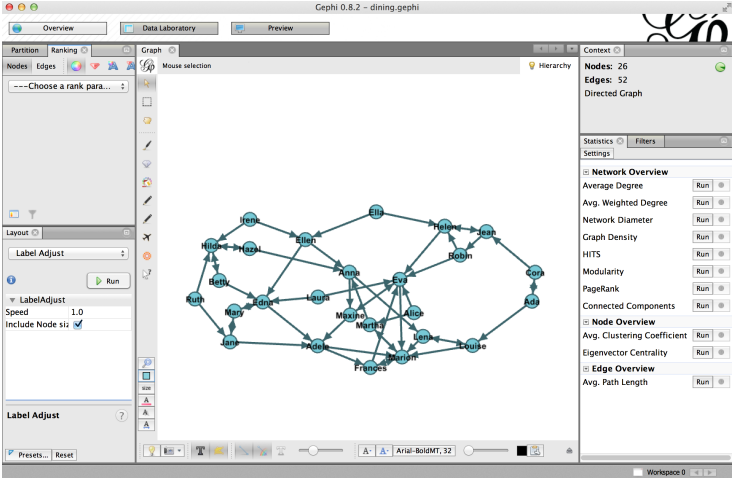 Gephi 0.8.2 – dining.gephi
Overview
Data Laboratory
Preview
Partition
Ranking
Nodes
Edges
---Choose a rank para...
Layout
Label Adjust
Run
LabelAdjust
Speed
1.0
Include Node siz
Label Adjust
Presets...
Reset
Graph
Mouse selection
Hierarchy
SIZE
A
A
A
Irene
Ella
Helen
Jean
Hilda
Hazel
Ellen
Robin
Anna
Eva
Cora
Betty
Ruth
Edna
Laura
Ada
Mary
Maxine
Alice
Martha
Lena
Jane
Adele
Louise
Marion
Frances
T
A-
A-
Arial-BoldMT, 32
Context
Nodes: 26
Edges: 52
Directed Graph
Statistics
Filters
Settings
Network Overview
Average Degree Run
Avg. Weighted Degree Run
Network Diameter Run
Graph Density Run
HITS Run
Modularity Run
PageRank Run
Connected Components Run
Node Overview
Avg. Clustering Coefficient Run
Eigenvector Centrality Run
Edge Overview
Avg. Path Length Run
Workspace 0